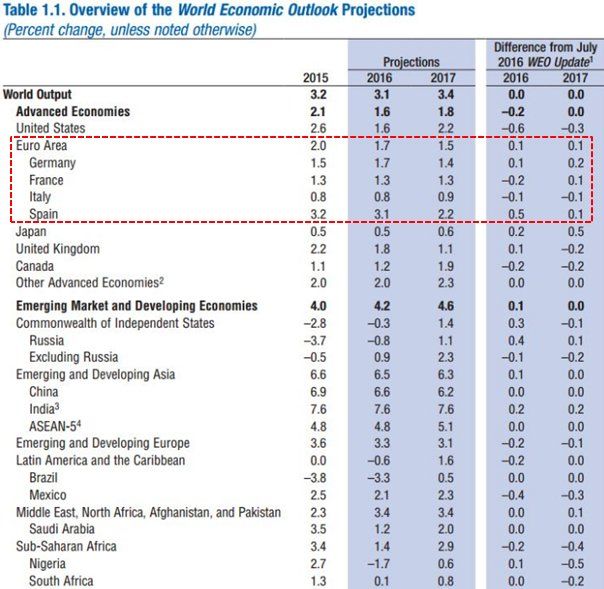 Table 1.1. Overview of the World Economic Outlook Projections
(Percent change, unless noted otherwise)
Difference from July
Projections 2016 WEO Update¹
2015 2016 2017 2016 2017
World Output 3.2 3.1 3.4 0.0 0.0
Advanced Economies 2.1 1.6 1.8 –0.2 0.0
United States 2.6 1.6 2.2 –0.6 –0.3
Euro Area 2.0 1.7 1.5 0.1 0.1
Germany 1.5 1.7 1.4 0.1 0.2
France 1.3 1.3 1.3 –0.2 0.1
Italy 0.8 0.8 0.9 –0.1 –0.1
Spain 3.2 3.1 2.2 0.5 0.1
Japan 0.5 0.5 0.6 0.2 0.5
United Kingdom 2.2 1.8 1.1 0.1 –0.2
Canada 1.1 1.2 1.9 –0.2 –0.2
Other Advanced Economies² 2.0 2.0 2.3 0.0 0.0
Emerging Market and Developing Economies 4.0 4.2 4.6 0.1 0.0
Commonwealth of Independent States –2.8 –0.3 1.4 0.3 –0.1
Russia –3.7 –0.8 1.1 0.4 0.1
Excluding Russia –0.5 0.9 2.3 –0.1 –0.2
Emerging and Developing Asia 6.6 6.5 6.3 0.1 0.0
China 6.9 6.6 6.2 0.0 0.0
India³ 7.6 7.6 7.6 0.2 0.2
ASEAN-5⁴ 4.8 4.8 5.1 0.0 0.0
Emerging and Developing Europe 3.6 3.3 3.1 –0.2 –0.1
Latin America and the Caribbean 0.0 –0.6 1.6 –0.2 0.0
Brazil –3.8 –3.3 0.5 0.0 0.0
Mexico 2.5 2.1 2.3 –0.4 –0.3
Middle East, North Africa, Afghanistan, and Pakistan 2.3 3.4 3.4 0.0 0.1
Saudi Arabia 3.5 1.2 2.0 0.0 0.0
Sub-Saharan Africa 3.4 1.4 2.9 –0.2 –0.4
Nigeria 2.7 –1.7 0.6 0.1 –0.5
South Africa 1.3 0.1 0.8 0.0 –0.2